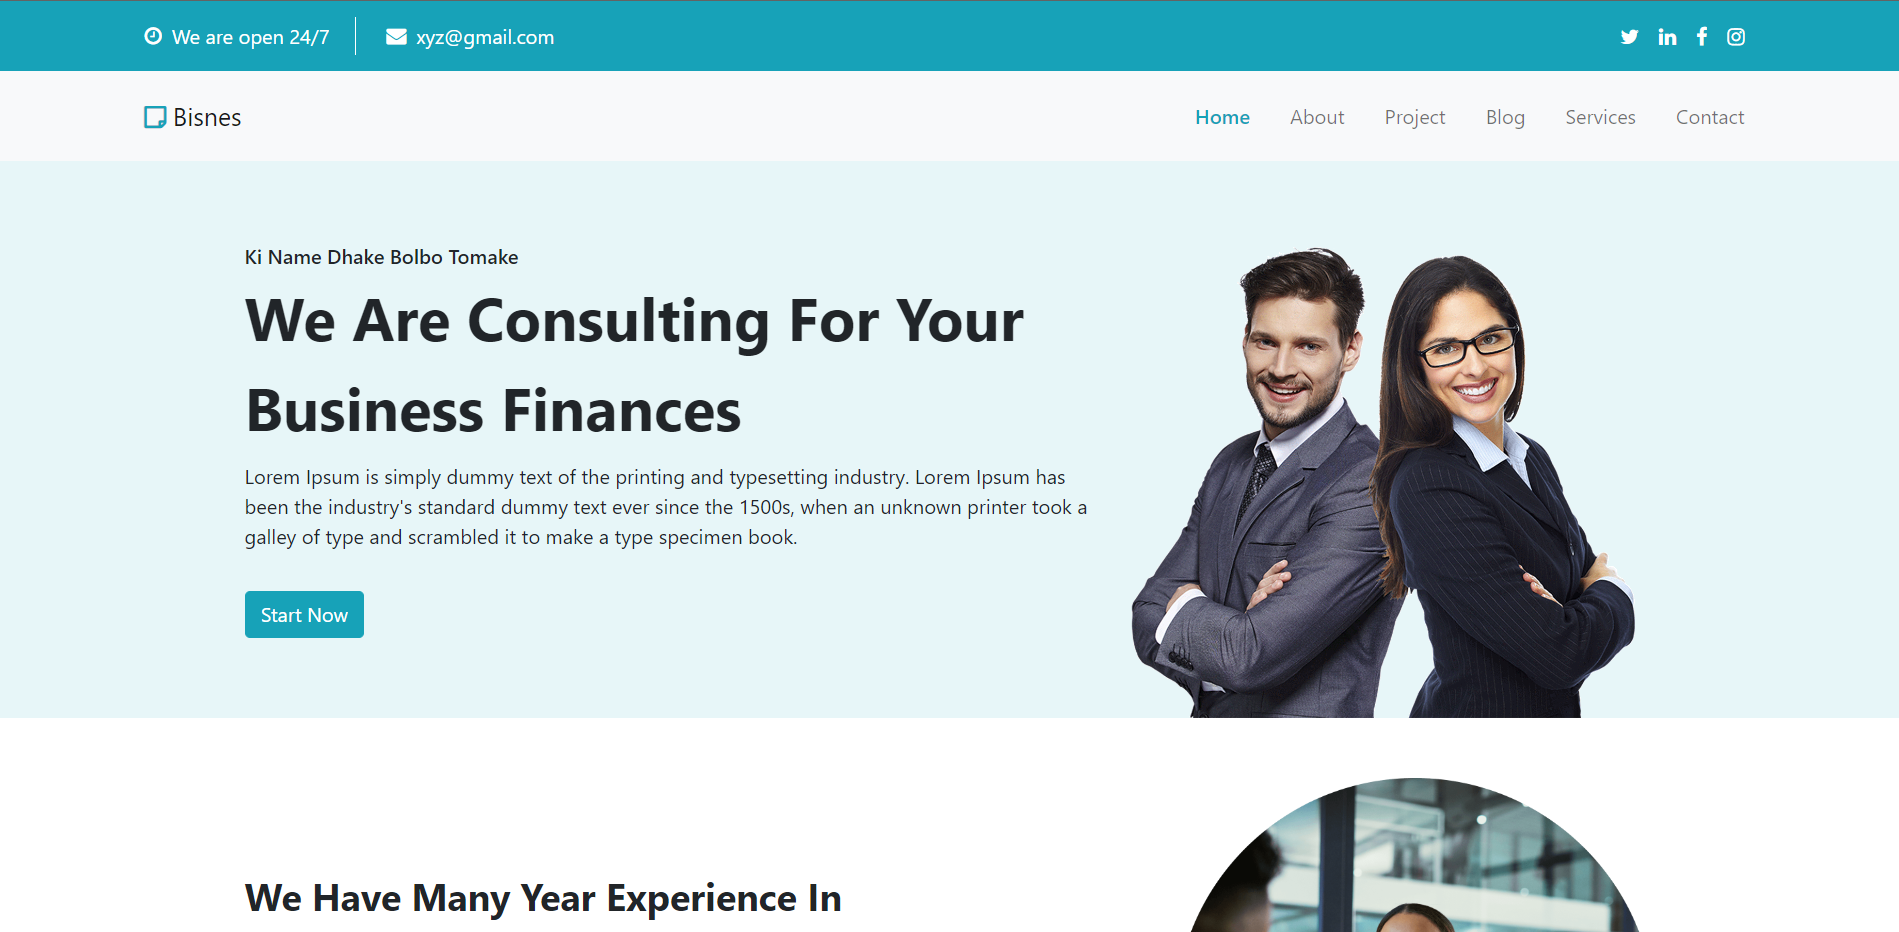 We are open 24/7
xyz@gmail.com
Bisnes
Home About Project Blog Services Contact
Ki Name Dhake Bolbo Tomake
We Are Consulting For Your
Business Finances
Lorem Ipsum is simply dummy text of the printing and typesetting industry. Lorem Ipsum has
been the industry's standard dummy text ever since the 1500s, when an unknown printer took a
galley of type and scrambled it to make a type specimen book.
Start Now
We Have Many Year Experience In